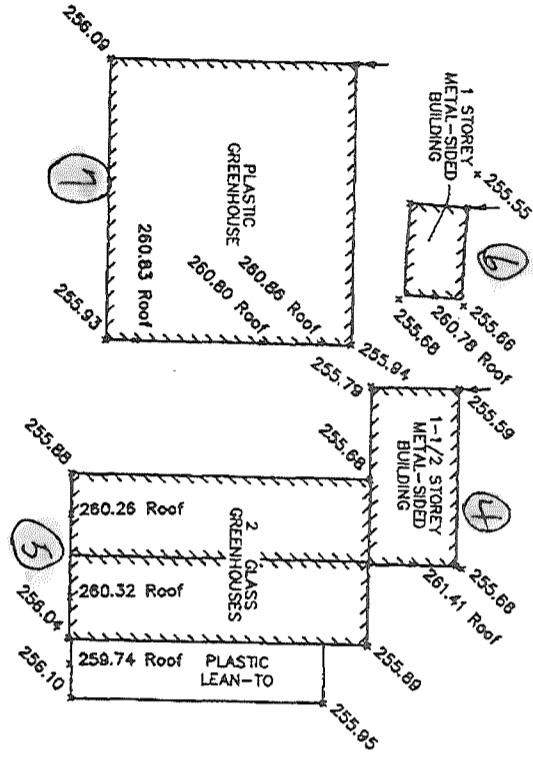 256.09
7
PLASTIC
GREENHOUSE
260.83 Roof
260.80 Roof
260.86 Roof
255.93
255.94
1 STOREY
METAL-SIDED
BUILDING
255.55
6
255.66
260.78 Roof
255.68
255.79
255.59
1-1/2 STOREY
METAL-SIDED
BUILDING
4
255.68
261.41 Roof
255.68
255.88
260.26 Roof
2 GLASS
GREENHOUSES
5
260.32 Roof
256.04
255.89
259.74 Roof
PLASTIC
LEAN-TO
256.10
255.95